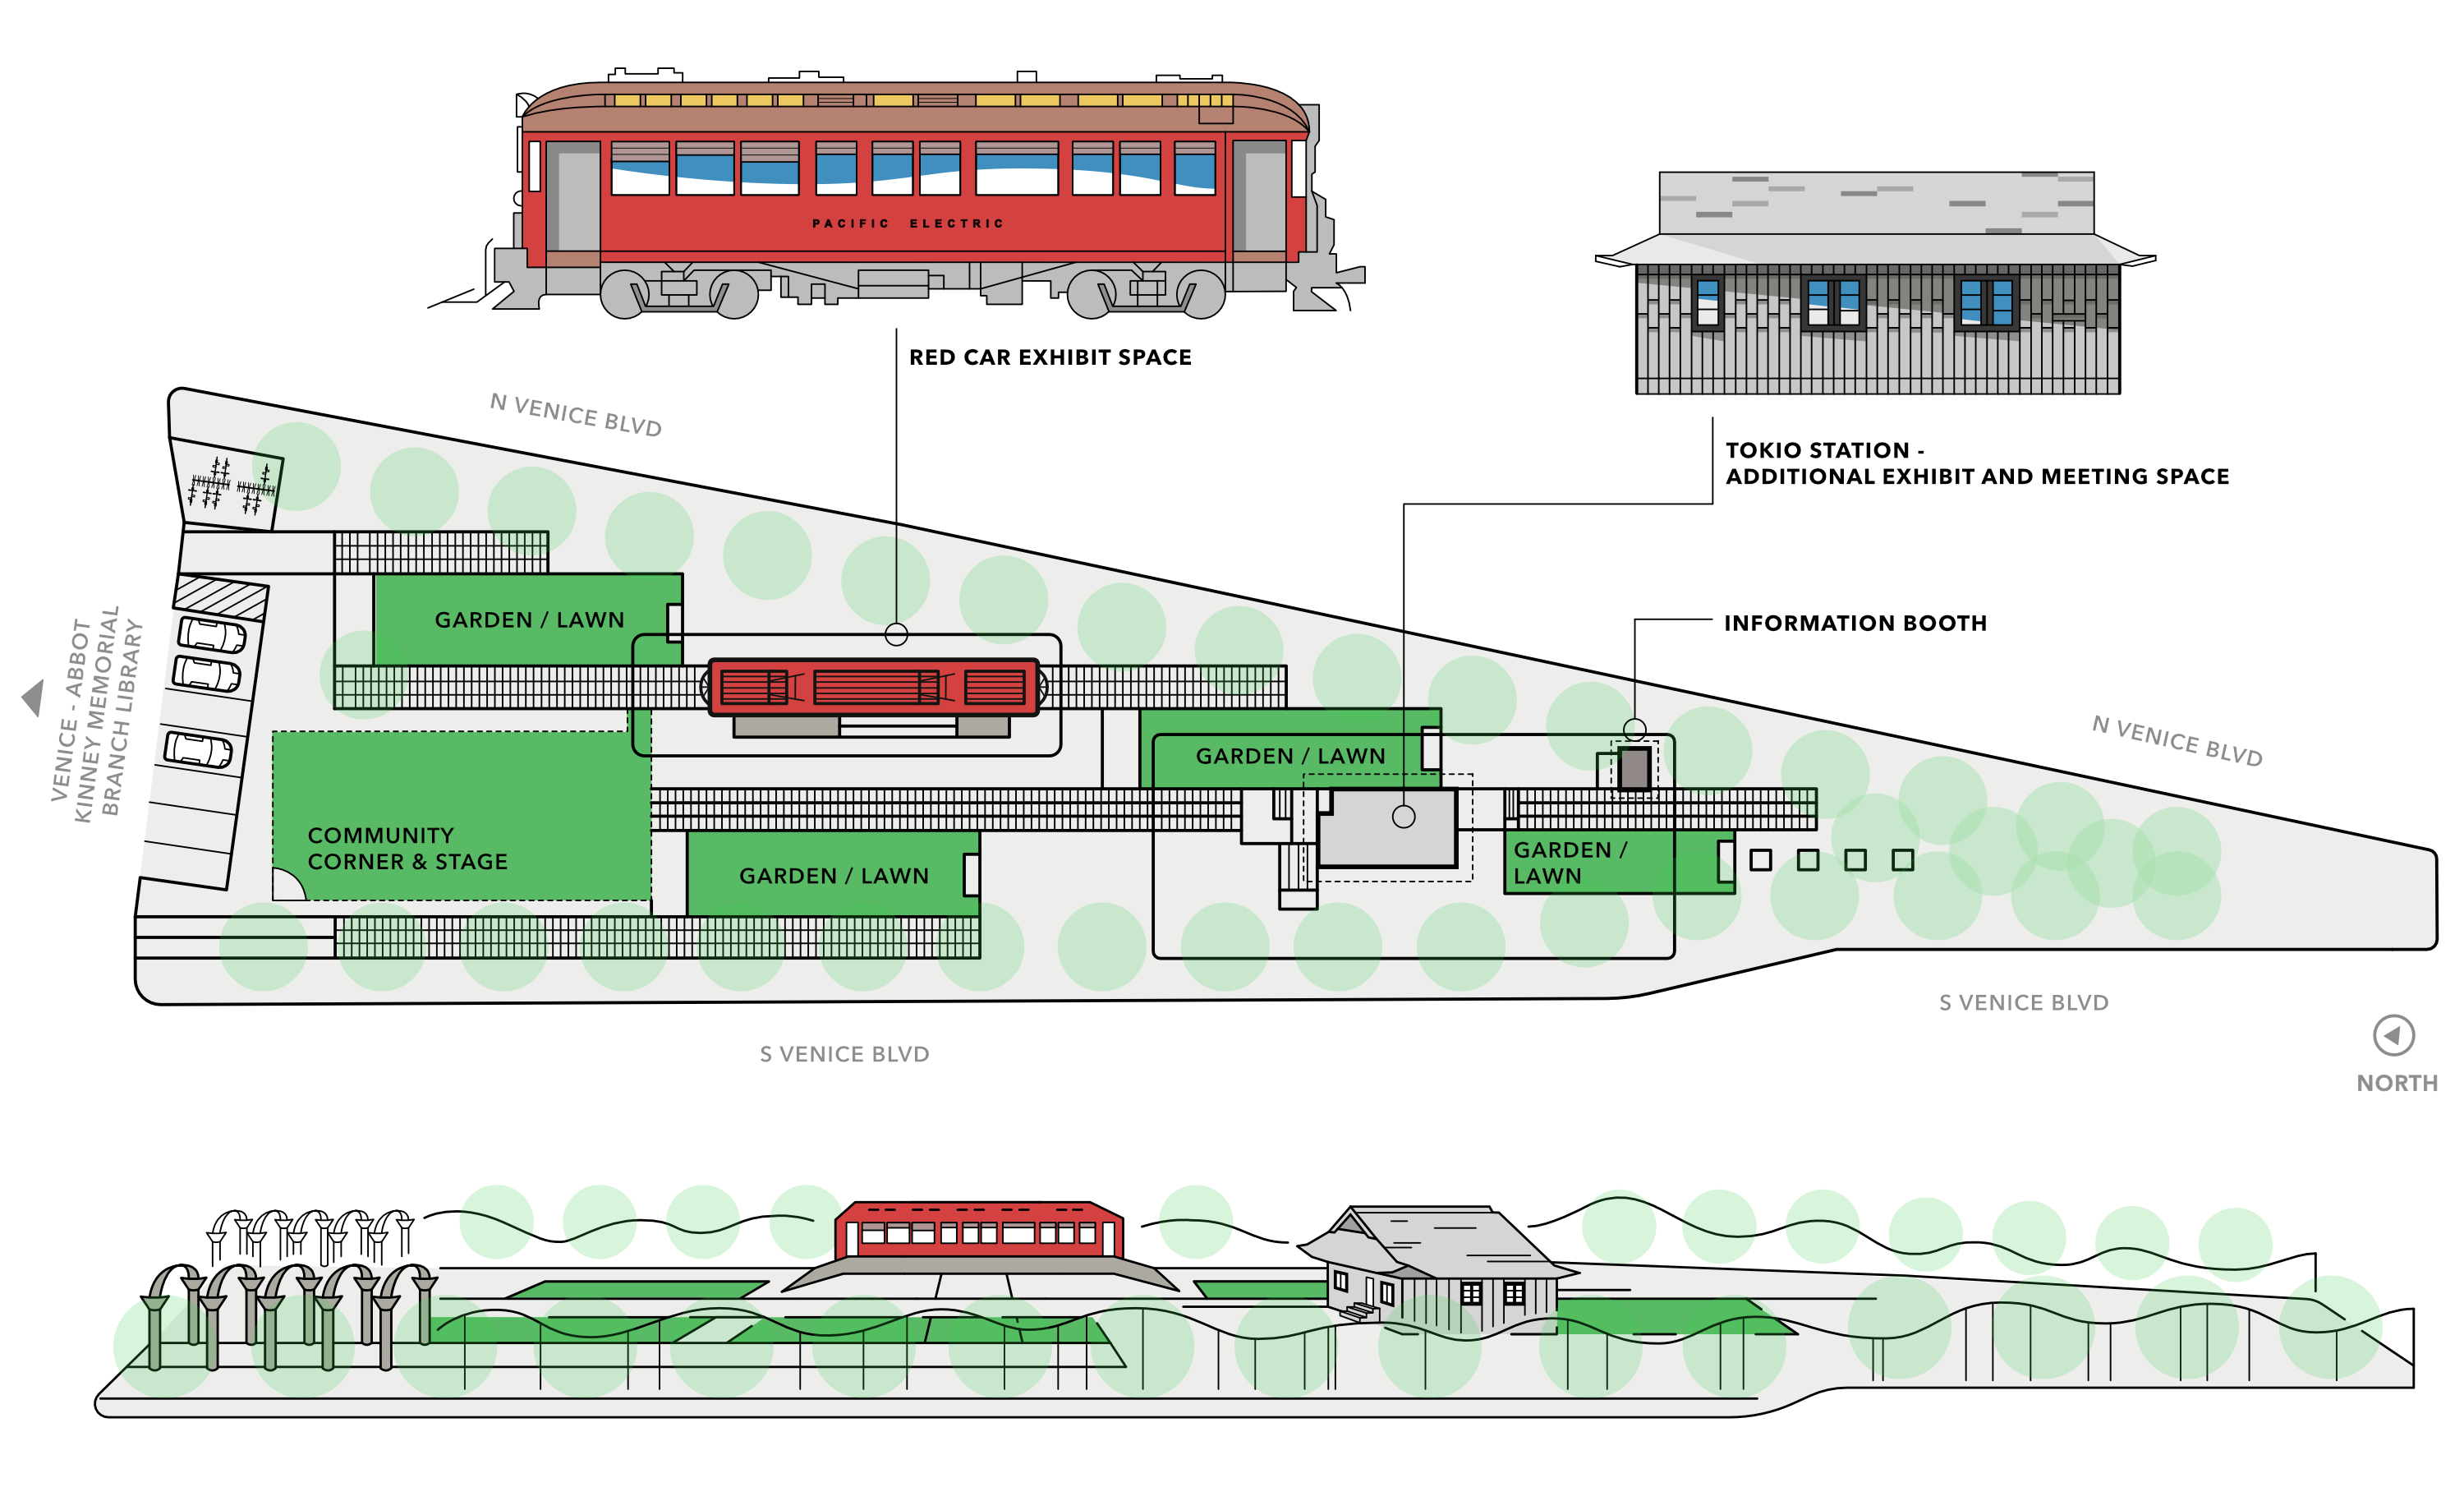 PACIFIC ELECTRIC
RED CAR EXHIBIT SPACE
N VENICE BLVD
TOKIO STATION -
ADDITIONAL EXHIBIT AND MEETING SPACE
INFORMATION BOOTH
GARDEN / LAWN
VENICE - ABBOT
KINNEY MEMORIAL
BRANCH LIBRARY
N VENICE BLVD
GARDEN / LAWN
COMMUNITY
CORNER & STAGE
GARDEN / LAWN
GARDEN /
LAWN
S VENICE BLVD
S VENICE BLVD
NORTH